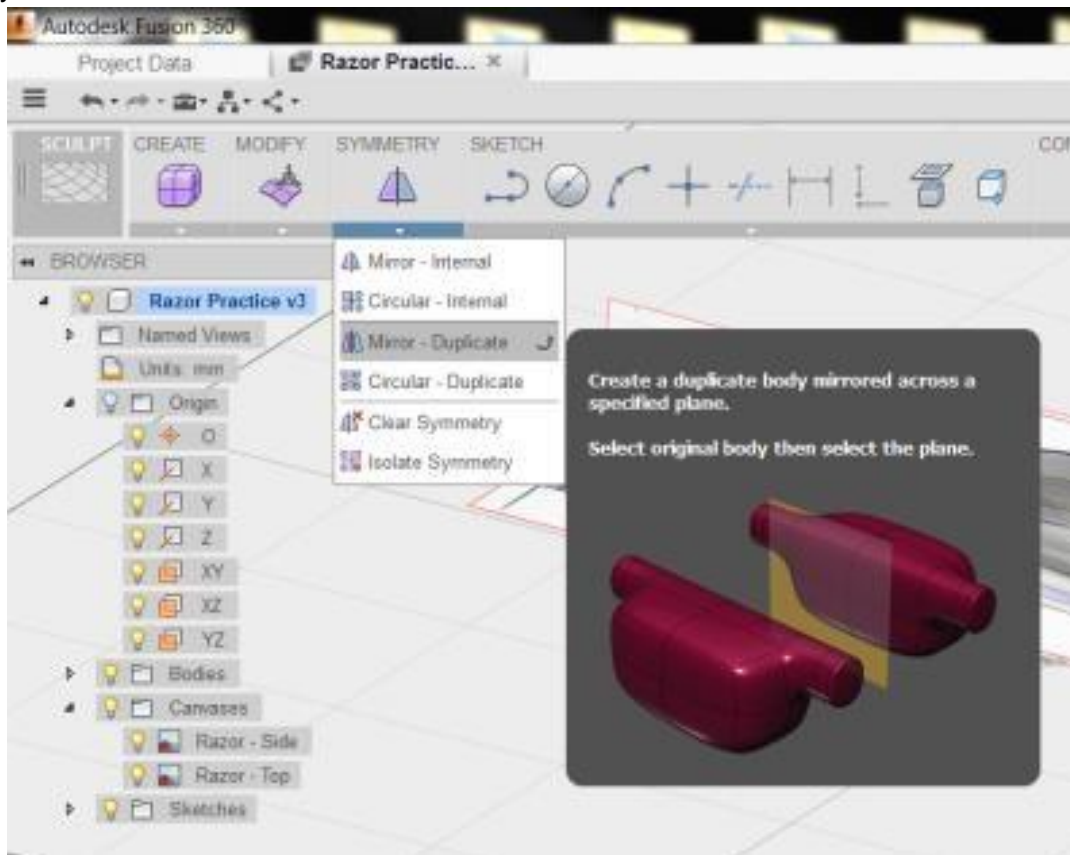 Autodesk Fusion 360
Project Data
Razor Practic... ×
SCULPT CREATE MODIFY SYMMETRY SKETCH CON
BROWSER
Mirror - Internal
Circular - Internal
Mirror - Duplicate
Circular - Duplicate
Clear Symmetry
Isolate Symmetry
Create a duplicate body mirrored across a
specified plane.
Select original body then select the plane.
Razor Practice v3
Named Views
Units: mm
Origin
O
X
Y
Z
XY
XZ
YZ
Bodies
Canvases
Razor - Side
Razor - Top
Sketches